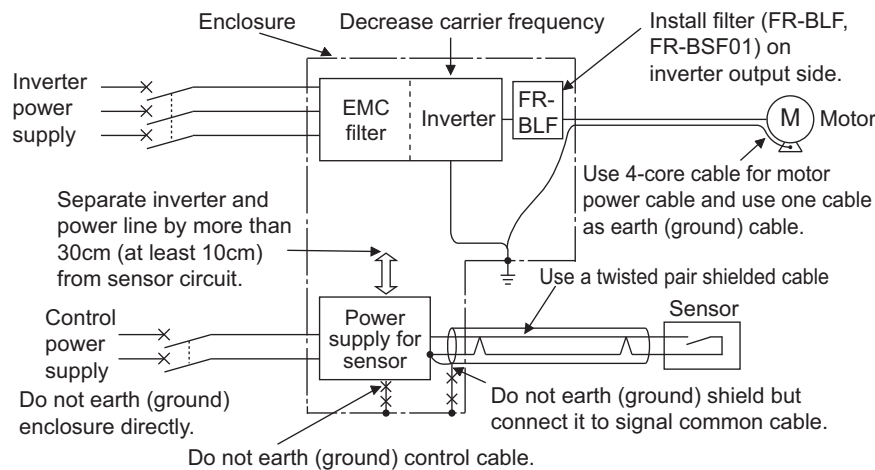 Enclosure
Decrease carrier frequency
Install filter (FR-BLF,
FR-BSF01) on
inverter output side.
Inverter
power
supply
EMC
filter
Inverter
FR-
BLF
M
Motor
Use 4-core cable for motor
power cable and use one cable
as earth (ground) cable.
Separate inverter and
power line by more than
30cm (at least 10cm)
from sensor circuit.
Use a twisted pair shielded cable
Control
power
supply
Power
supply for
sensor
Sensor
Do not earth (ground)
enclosure directly.
Do not earth (ground) shield but
connect it to signal common cable.
Do not earth (ground) control cable.